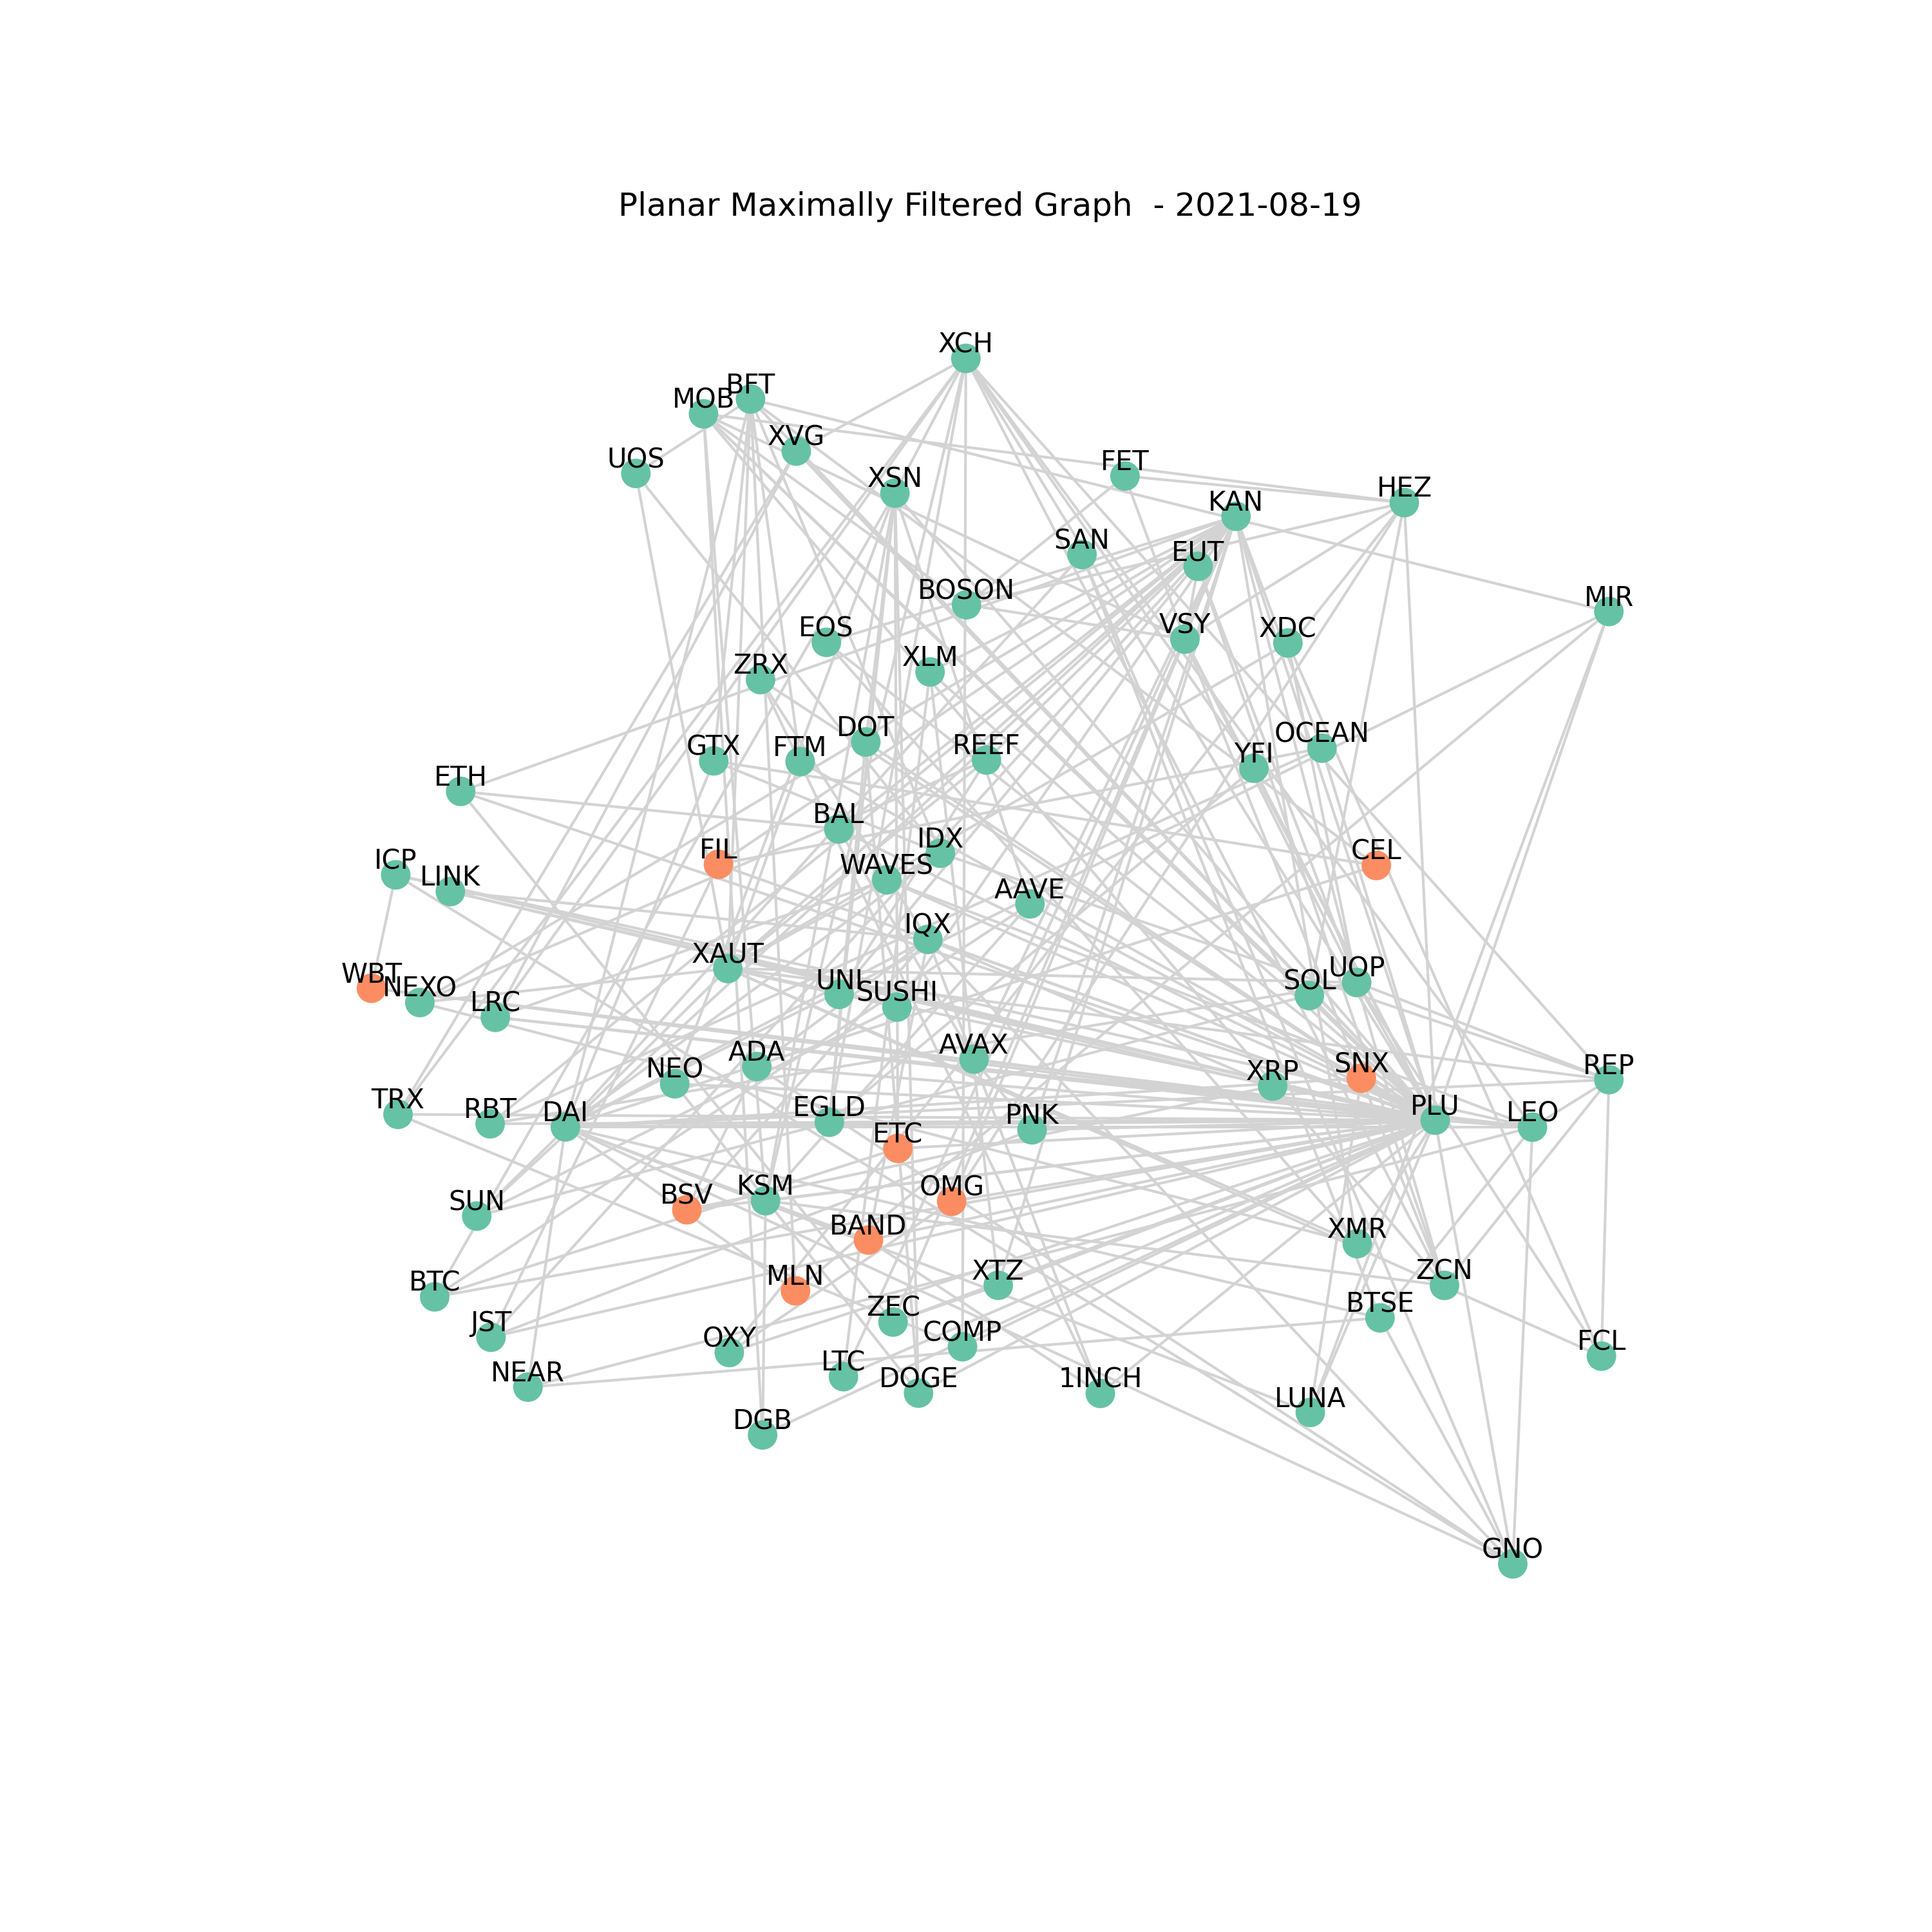 Planar Maximally Filtered Graph  - 2021-08-19
XCH
BFT
MOB
XVG
UOS
FET
XSN
HEZ
KAN
SAN
EUT
BOSON
MIR
VSY
EOS
XDC
XLM
ZRX
DOT
OCEAN
GTX
FTM
REEF
YFI
ETH
BAL
IDX
FIL
CEL
ICP
WAVES
LINK
AAVE
IQX
XAUT
UOP
WBT
UNI
SOL
NEXO
SUSHI
LRC
AVAX
ADA
SNX
REP
NEO
XRP
TRX
PLU
RBT
EGLD
DAI
PNK
LEO
ETC
KSM
OMG
BSV
SUN
BAND
XMR
XTZ
ZCN
MLN
BTC
BTSE
ZEC
JST
COMP
OXY
FCL
LTC
NEAR
DOGE
1INCH
LUNA
DGB
GNO